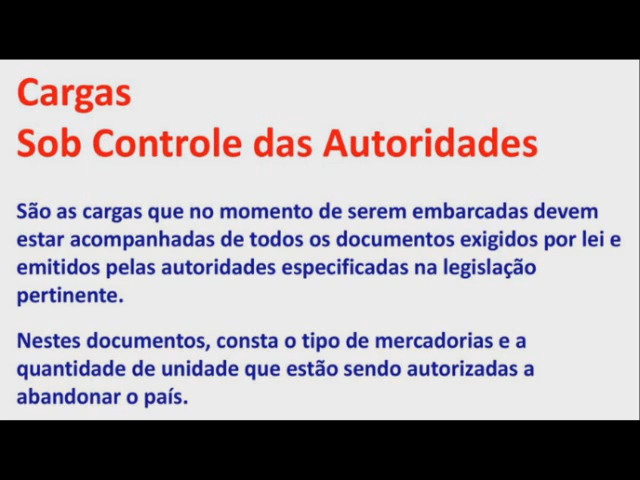 Cargas
Sob Controle das Autoridades
São as cargas que no momento de serem embarcadas devem
estar acompanhadas de todos os documentos exigidos por lei e
emitidos pelas autoridades especificadas na legislação
pertinente.
Nestes documentos, consta o tipo de mercadorias e a
quantidade de unidade que estão sendo autorizadas a
abandonar o país.